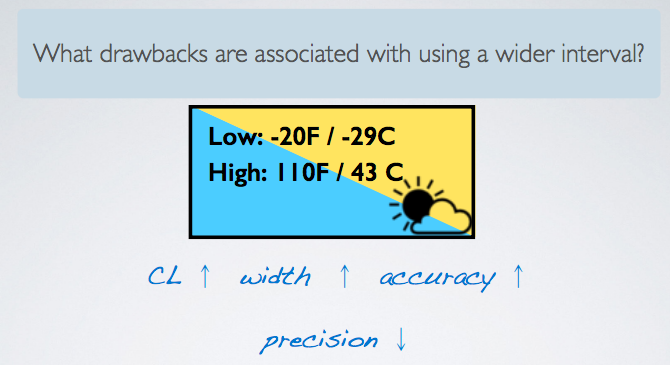 What drawbacks are associated with using a wider interval?
Low: -20F / -29C
High: 110F / 43 C
CL ↑ width ↑ accuracy ↑
precision ↓